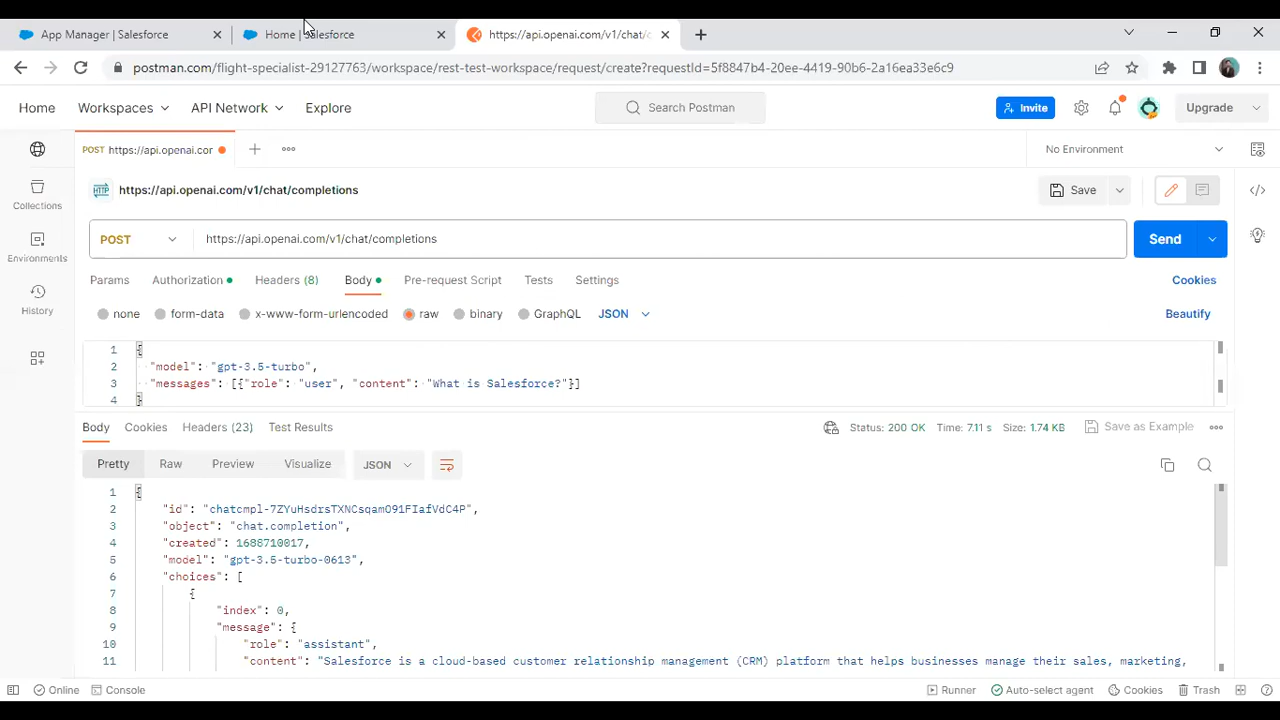 App Manager | Salesforce
Home | Salesforce
https://api.openai.com/v1/chat/c
postman.com/flight-specialist-29127763/workspace/rest-test-workspace/request/create?requestId=5f8847b4-20ee-4419-90b6-2a16ea33e6c9
Home
Workspaces
API Network
Explore
Search Postman
Invite
Upgrade
POST https://api.openai.cor
No Environment
HTTP https://api.openai.com/v1/chat/completions
Save
POST
https://api.openai.com/v1/chat/completions
Send
Collections
Environments
History
Params
Authorization
Headers (8)
Body
Pre-request Script
Tests
Settings
Cookies
none
form-data
x-www-form-urlencoded
raw
binary
GraphQL
JSON
Beautify
1 {
2 "model": "gpt-3.5-turbo",
3 "messages": [{"role": "user", "content": "What is Salesforce?"}]
4 }
Body
Cookies
Headers (23)
Test Results
Status: 200 OK
Time: 7.11 s
Size: 1.74 KB
Save as Example
Pretty
Raw
Preview
Visualize
JSON
1 {
2 "id": "chatcmpl-7ZYuHsdrsTXNCsqamO91FIafVdC4P",
3 "object": "chat.completion",
4 "created": 1688710017,
5 "model": "gpt-3.5-turbo-0613",
6 "choices": [
7 {
8 "index": 0,
9 "message": {
10 "role": "assistant",
11 "content": "Salesforce is a cloud-based customer relationship management (CRM) platform that helps businesses manage their sales, marketing,
Online
Console
Runner
Auto-select agent
Cookies
Trash